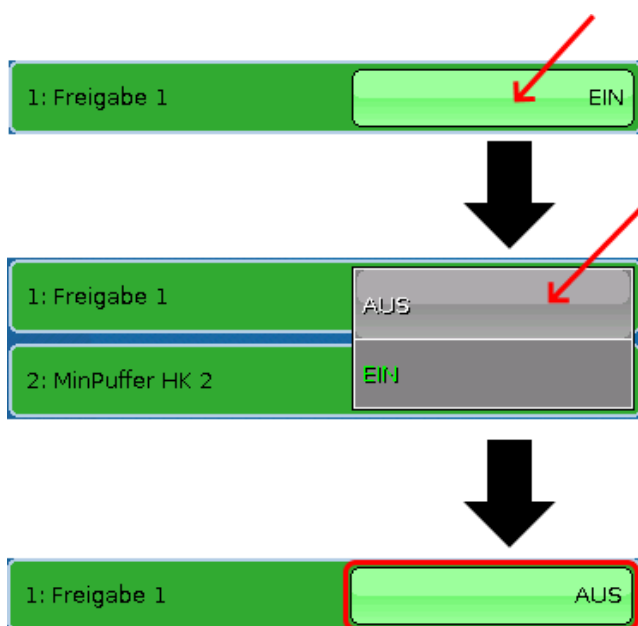 1: Freigabe 1 EIN
1: Freigabe 1 AUS
2: MinPuffer HK 2 EIN
1: Freigabe 1 AUS